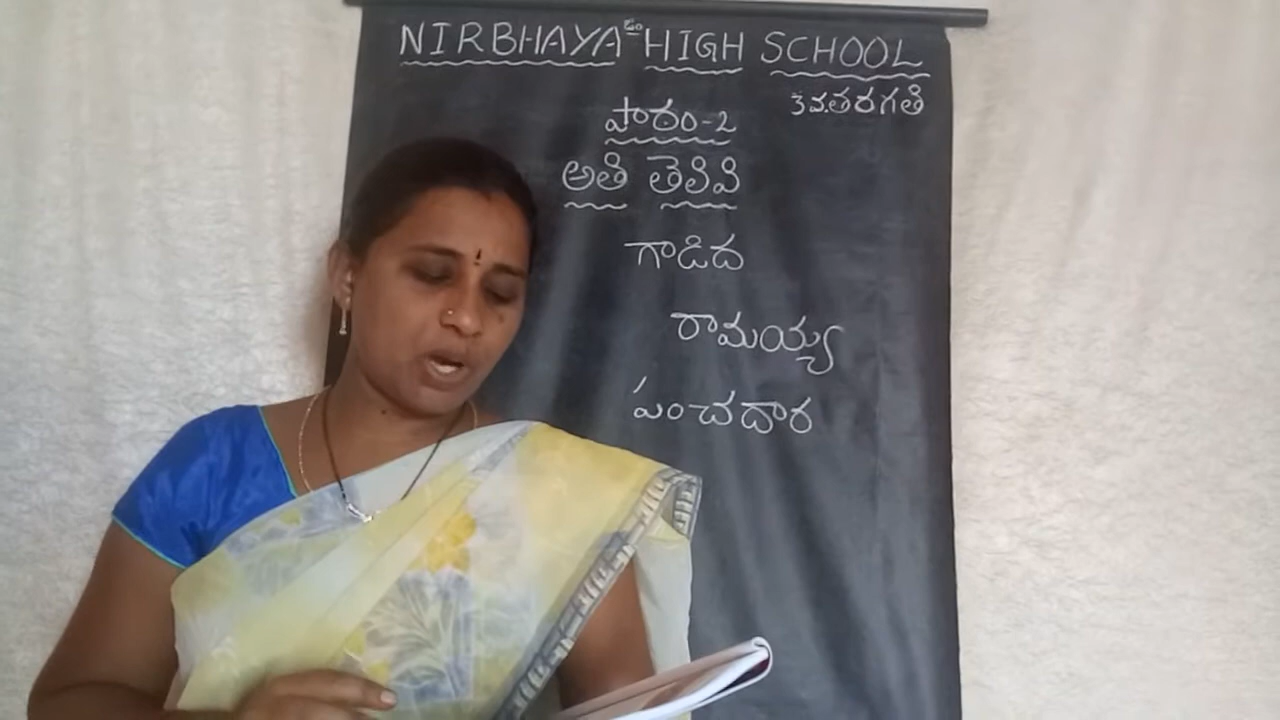 ఓం
NIRBHAYA HIGH SCHOOL
3వ.తరగతి
పాఠం-2
అతి తెలివి
గాడిద
రామయ్య
పంచదార